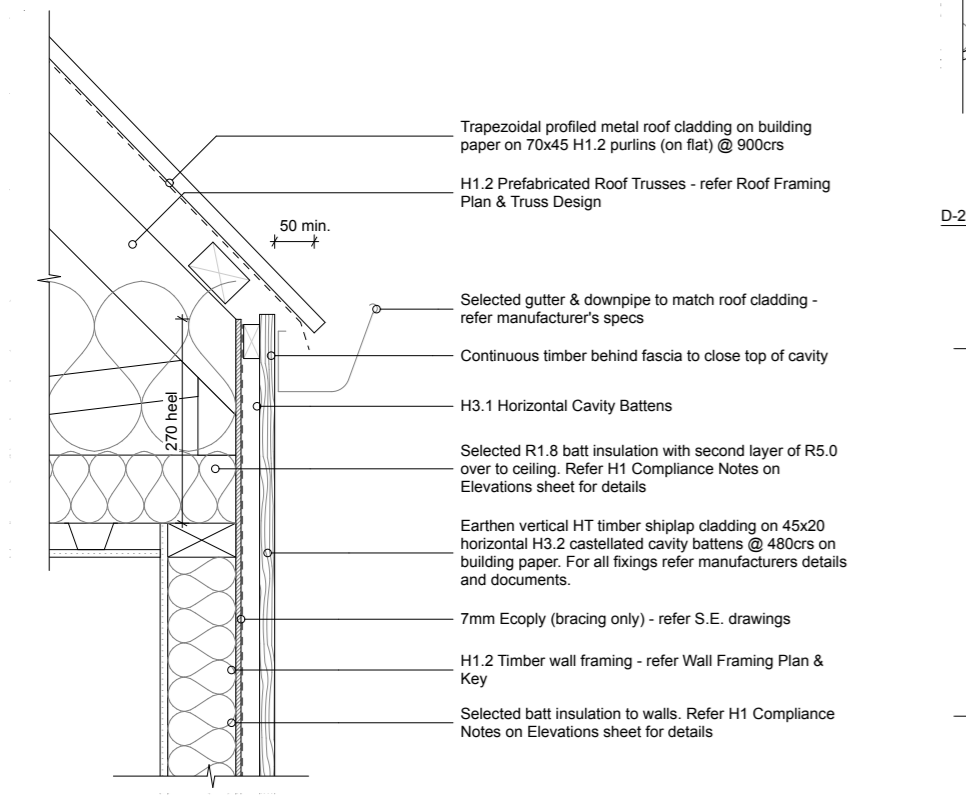 Trapezoidal profiled metal roof cladding on building
paper on 70x45 H1.2 purlins (on flat) @ 900crs
H1.2 Prefabricated Roof Trusses - refer Roof Framing
Plan & Truss Design
50 min.
D-2
Selected gutter & downpipe to match roof cladding -
refer manufacturer's specs
Continuous timber behind fascia to close top of cavity
H3.1 Horizontal Cavity Battens
270 heel
Selected R1.8 batt insulation with second layer of R5.0
over to ceiling. Refer H1 Compliance Notes on
Elevations sheet for details
Earthen vertical HT timber shiplap cladding on 45x20
horizontal H3.2 castellated cavity battens @ 480crs on
building paper. For all fixings refer manufacturers details
and documents.
7mm Ecoply (bracing only) - refer S.E. drawings
H1.2 Timber wall framing - refer Wall Framing Plan &
Key
Selected batt insulation to walls. Refer H1 Compliance
Notes on Elevations sheet for details